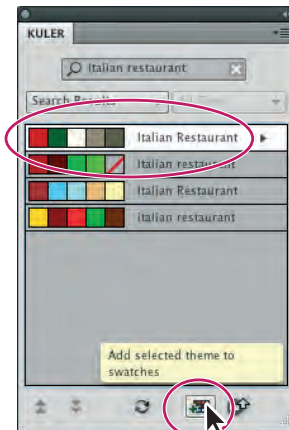 KULER
Italian restaurant
Search Results
Italian Restaurant
Italian restaurant
Italian Restaurant
italian restaurant
Add selected theme to
swatches